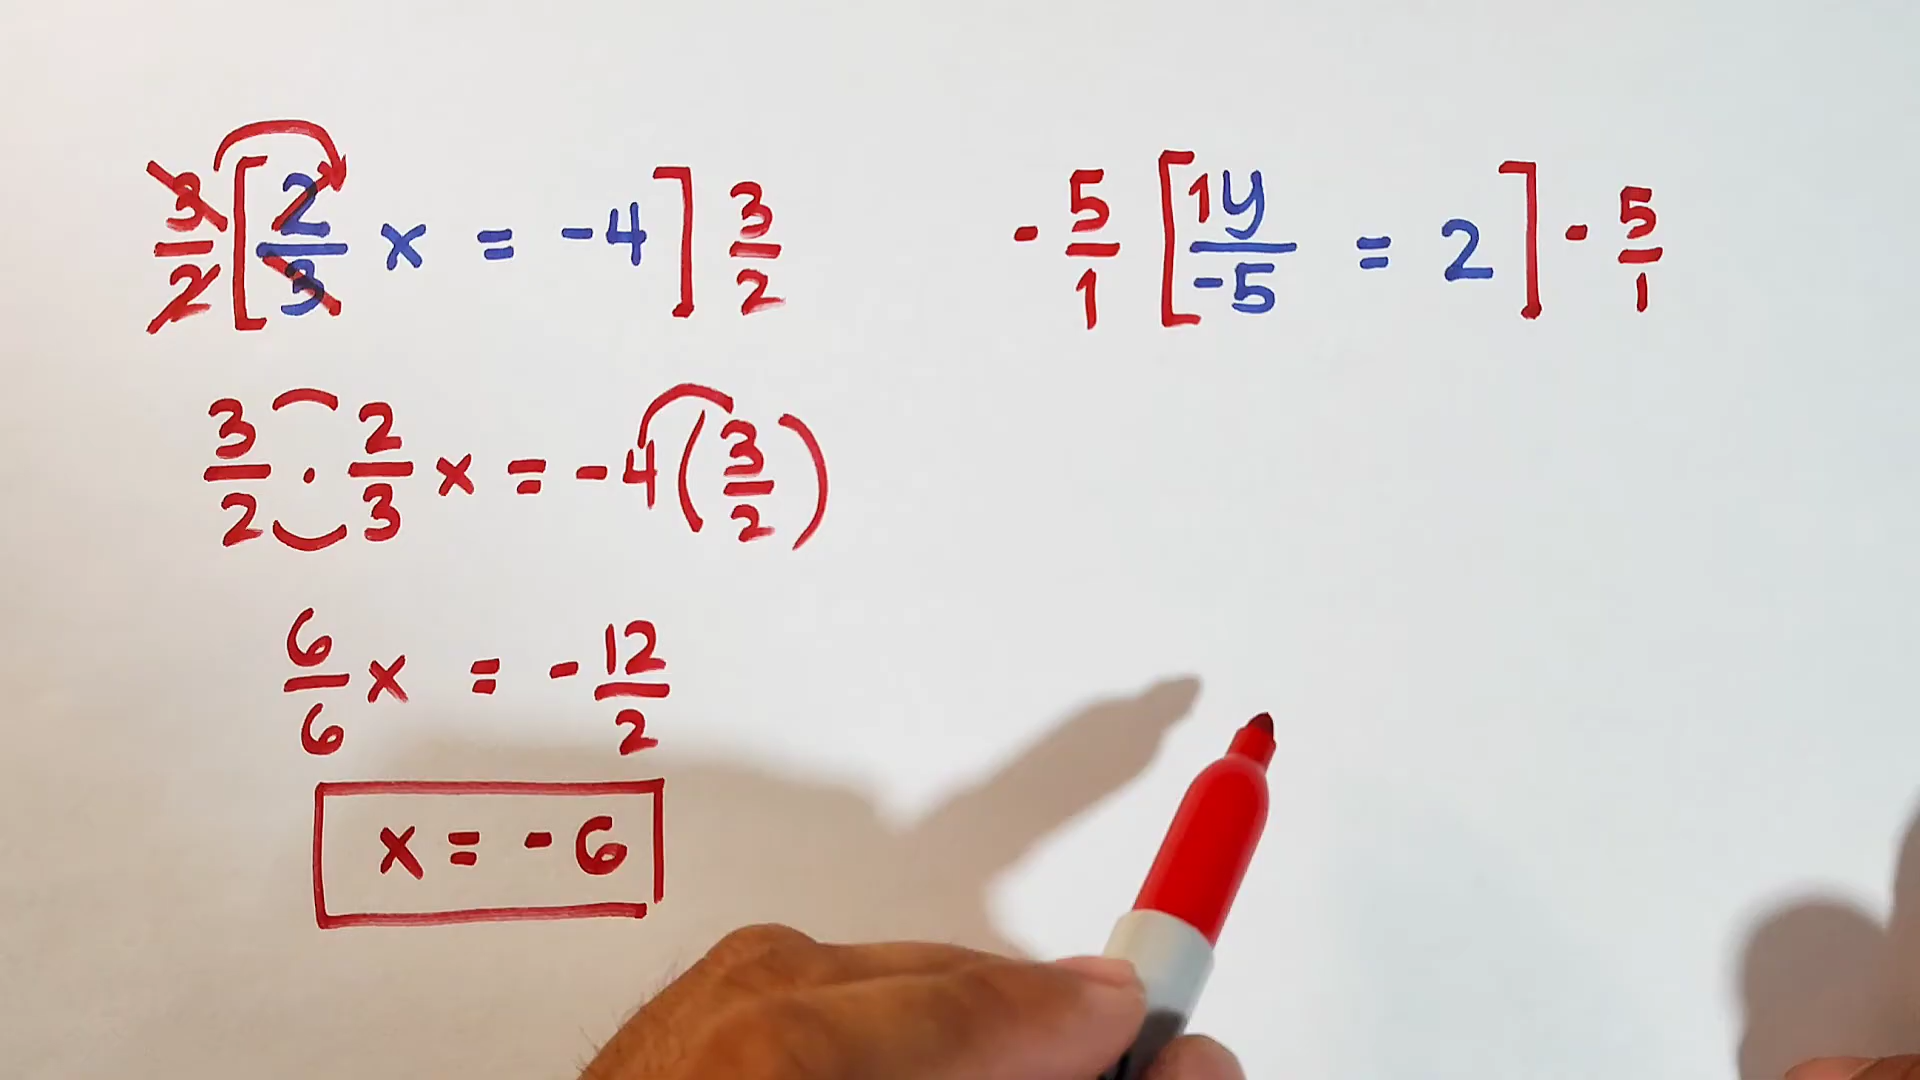 3/2 [ 2/3 x = -4 ] 3/2
3/2 · 2/3 x = -4 ( 3/2 )
6/6 x = - 12/2
x = - 6
- 5/1 [ 1y/-5 = 2 ] - 5/1